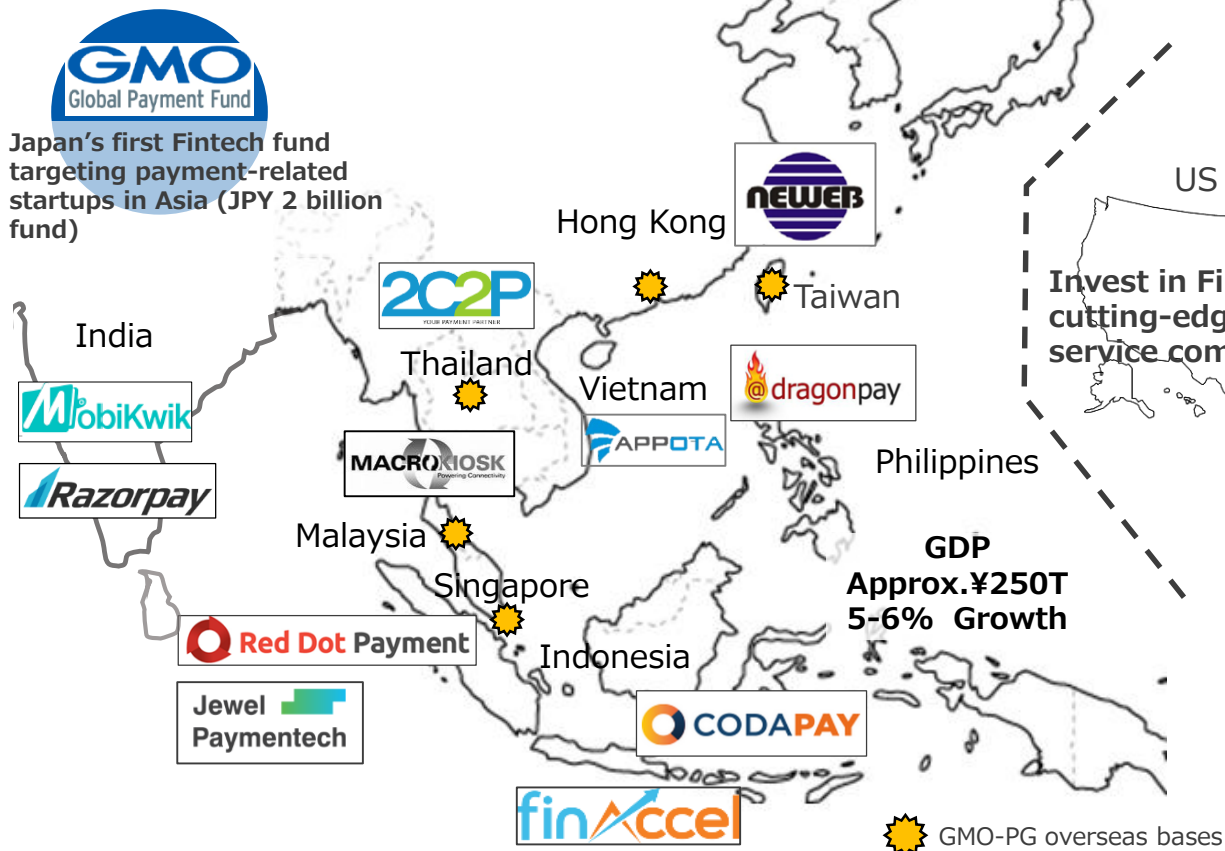 GMO
Global Payment Fund
Japan's first Fintech fund
targeting payment-related
startups in Asia (JPY 2 billion
fund)
NEWEB
US
Hong Kong
2C2P
YOUR PAYMENT PARTNER
Taiwan
Invest in Fi
cutting-edg
service com
India
Thailand
Vietnam
@dragonpay
MobiKwik
APPOTA
MACROKIOSK
Powering Connectivity
Philippines
Razorpay
Malaysia
GDP
Approx.¥250T
5-6% Growth
Singapore
Red Dot Payment
Indonesia
Jewel
Paymentech
CODAPAY
finAccel
GMO-PG overseas bases